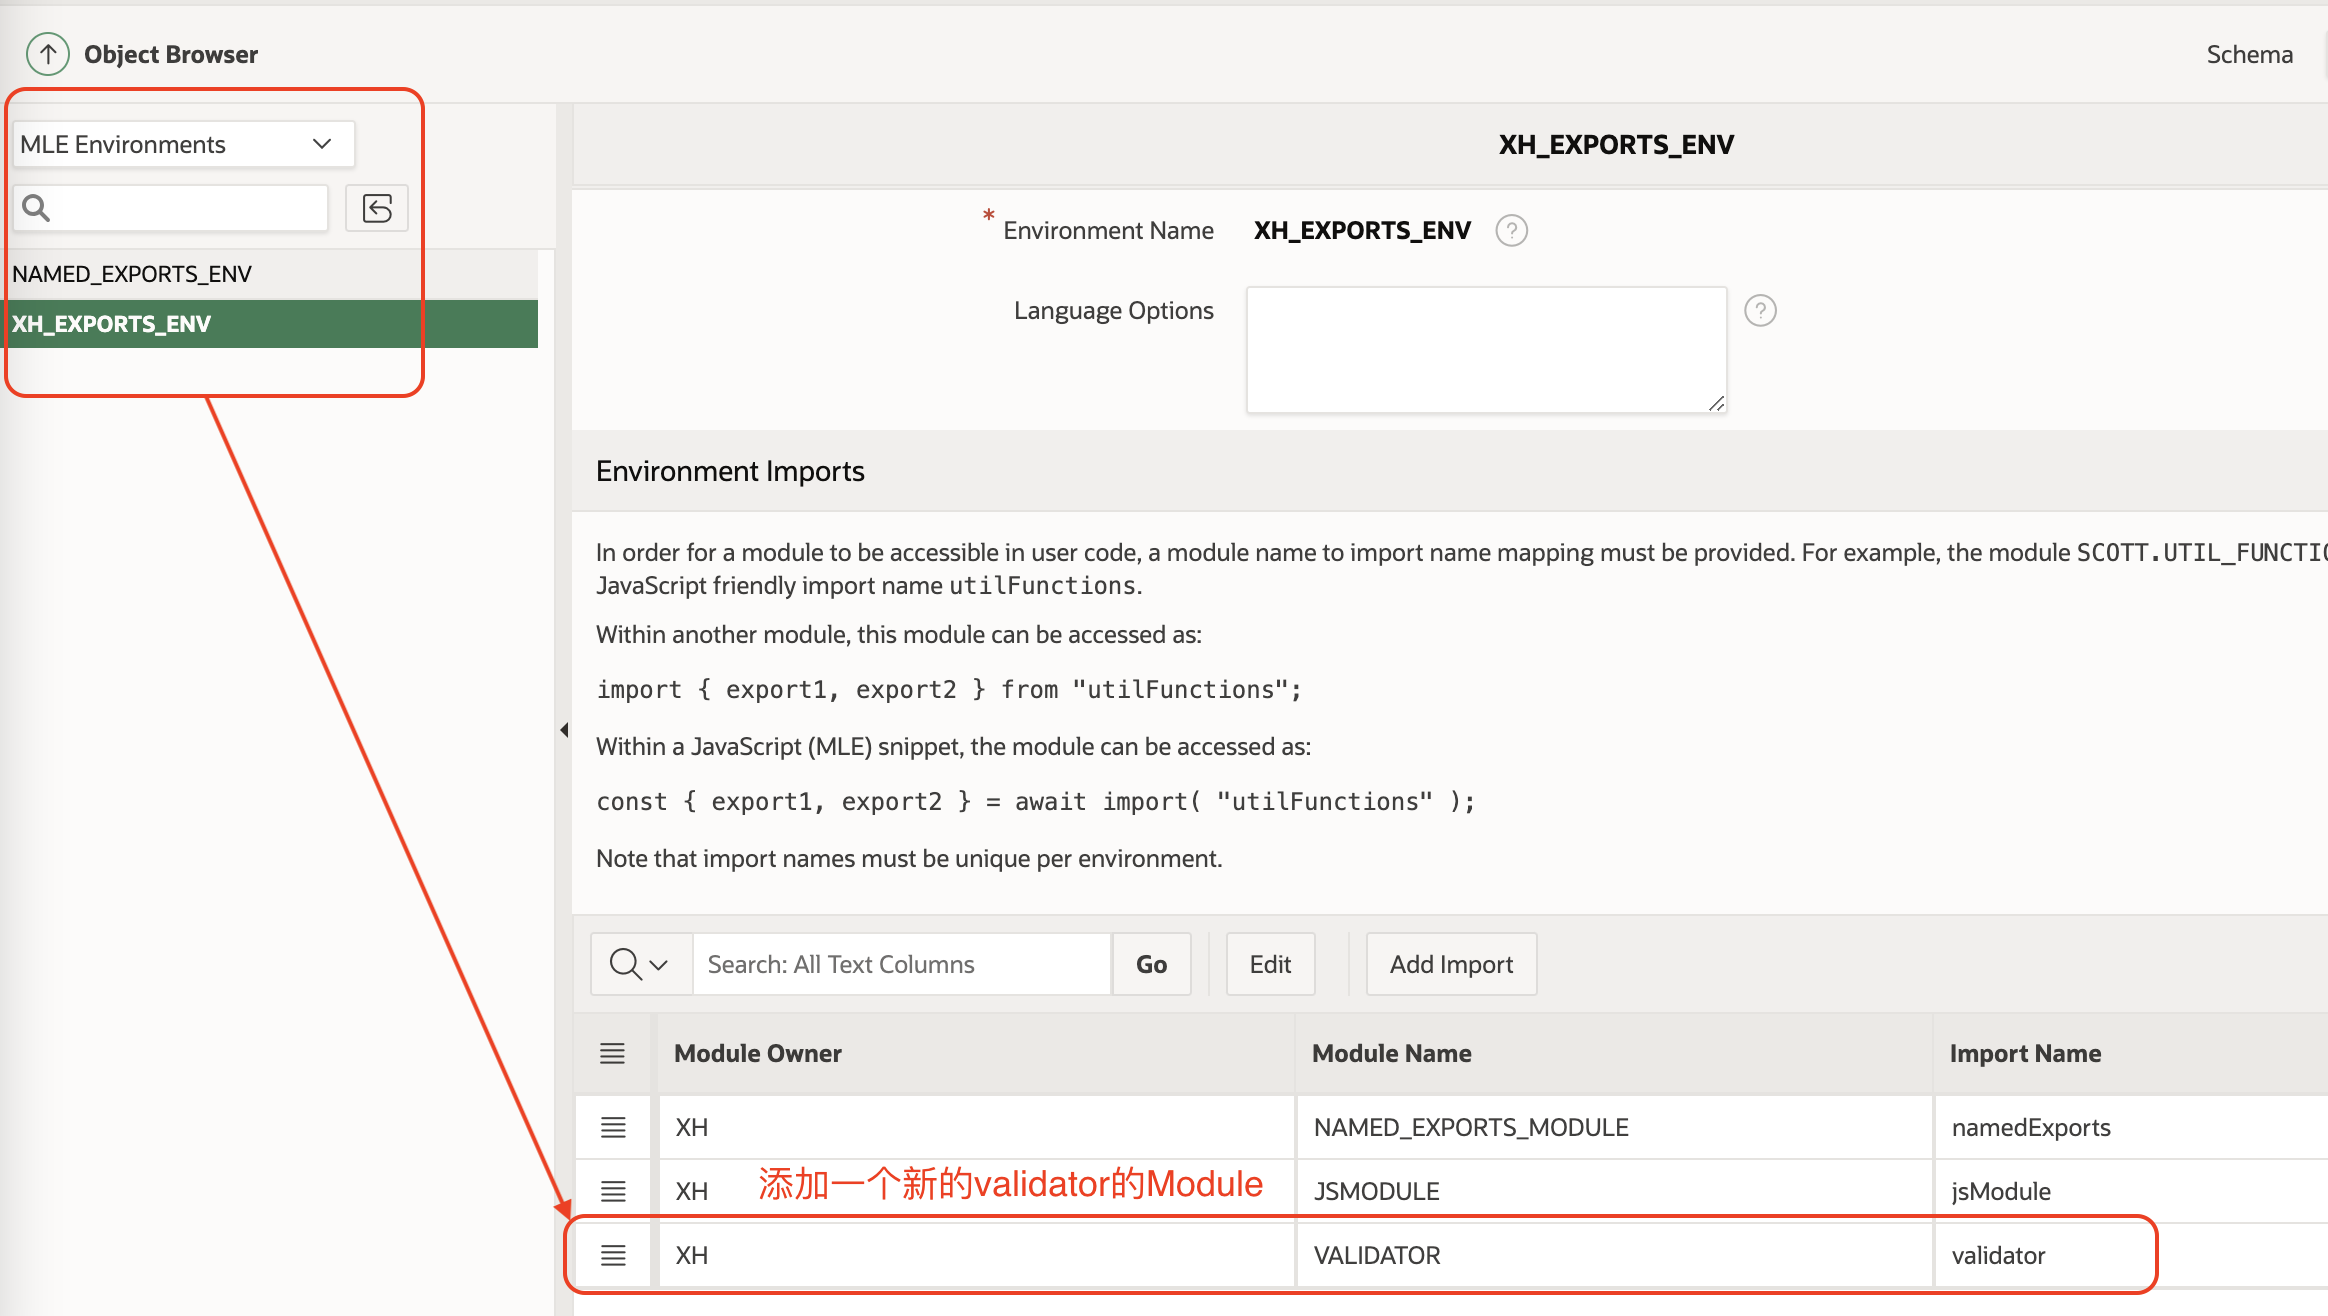 Object Browser
Schema
MLE Environments
NAMED_EXPORTS_ENV
XH_EXPORTS_ENV
XH_EXPORTS_ENV
* Environment Name XH_EXPORTS_ENV ?
Language Options ?
Environment Imports
In order for a module to be accessible in user code, a module name to import name mapping must be provided. For example, the module SCOTT.UTIL_FUNCTIO
JavaScript friendly import name utilFunctions.
Within another module, this module can be accessed as:
import { export1, export2 } from "utilFunctions";
Within a JavaScript (MLE) snippet, the module can be accessed as:
const { export1, export2 } = await import( "utilFunctions" );
Note that import names must be unique per environment.
Search: All Text Columns Go Edit Add Import
Module Owner Module Name Import Name
XH NAMED_EXPORTS_MODULE namedExports
XH 添加一个新的validator的Module JSMODULE jsModule
XH VALIDATOR validator